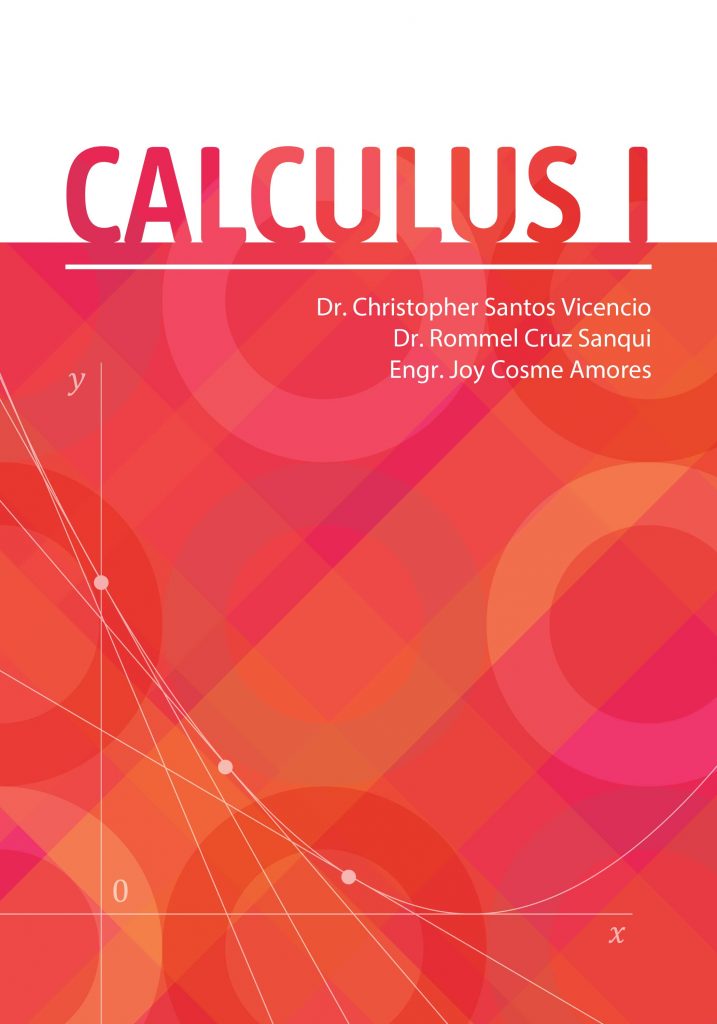 CALCULUS I
Dr. Christopher Santos Vicencio
Dr. Rommel Cruz Sanqui
Engr. Joy Cosme Amores
y
0
x